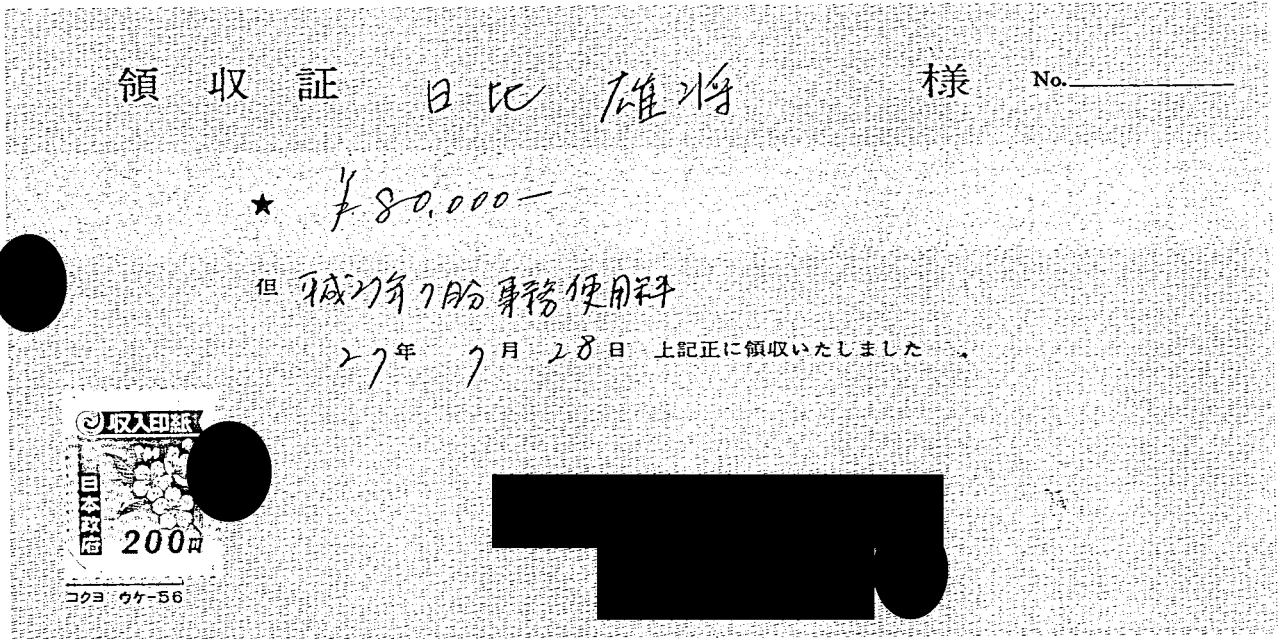 領収証 日比 雄将 様 No.
★ ¥80,000-
但 平成27年7月分事務使用料
27年 7月 28日 上記正に領収いたしました.
収入印紙
日本政府
200円
コクヨ ウケ-56